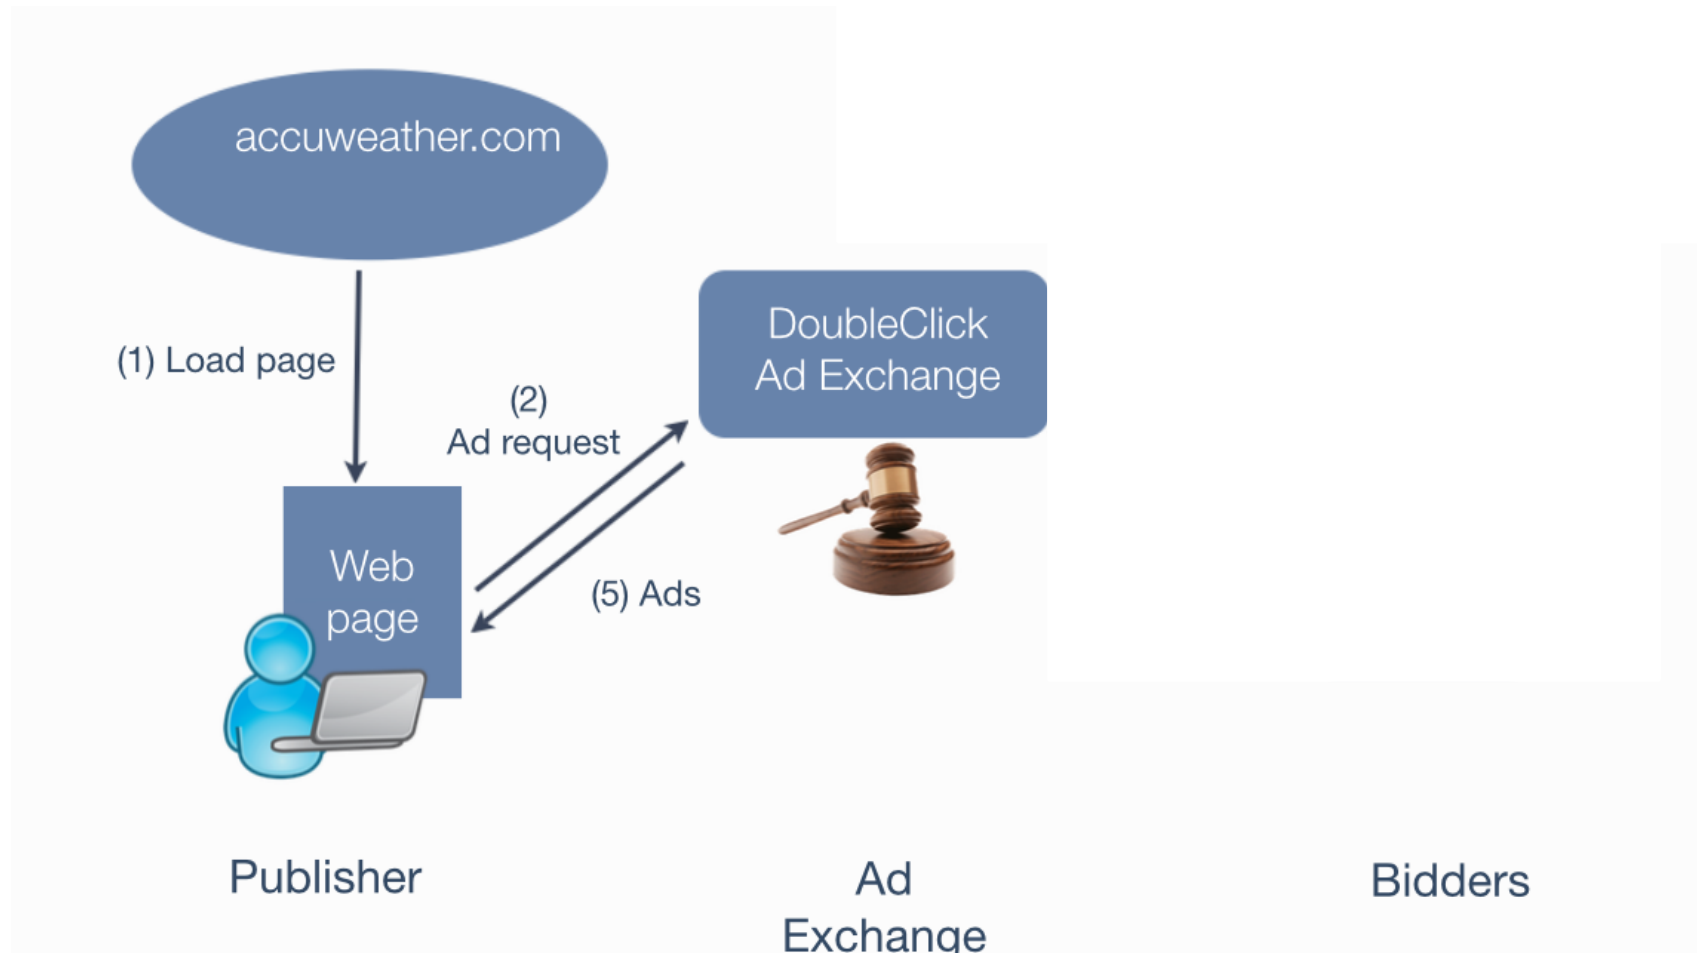 accuweather.com
(1) Load page
(2)
Ad request
DoubleClick
Ad Exchange
Web
page
(5) Ads
Publisher
Ad
Exchange
Bidders